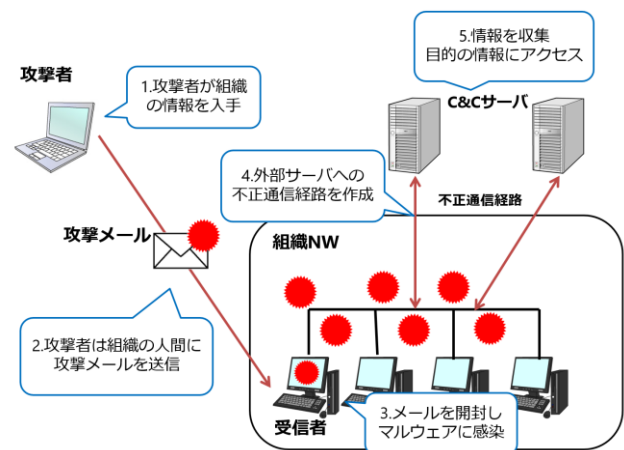 5.情報を収集
目的の情報にアクセス
攻撃者
1.攻撃者が組織
の情報を入手
C&Cサーバ
4.外部サーバへの
不正通信経路を作成
不正通信経路
攻撃メール
組織NW
2.攻撃者は組織の人間に
攻撃メールを送信
3.メールを開封し
マルウェアに感染
受信者